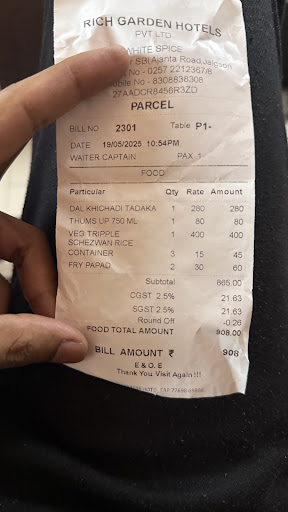 RICH GARDEN HOTELS
PVT LTD
WHITE SPICE
r SBI,Ajanta Road,Jalgaon
No - 0257 2212367/8
obile No - 8308838308
27AADCR8456R3ZD
PARCEL
BILL NO 2301 Table P1-
DATE 19/05/2025 10:54PM
WAITER CAPTAIN PAX 1
FOOD
Particular Qty Rate Amount
DAL KHICHADI TADAKA 1 280 280
THUMS UP 750 ML 1 80 80
VEG TRIPPLE 1 400 400
SCHEZWAN RICE
CONTAINER 3 15 45
FRY PAPAD 2 30 60
Subtotal 865.00
CGST 2.5% 21.63
SGST 2.5% 21.63
Round Off -0.26
FOOD TOTAL AMOUNT 908.00
BILL AMOUNT ₹ 908
E & O. E
Thank You Visit Again !!!